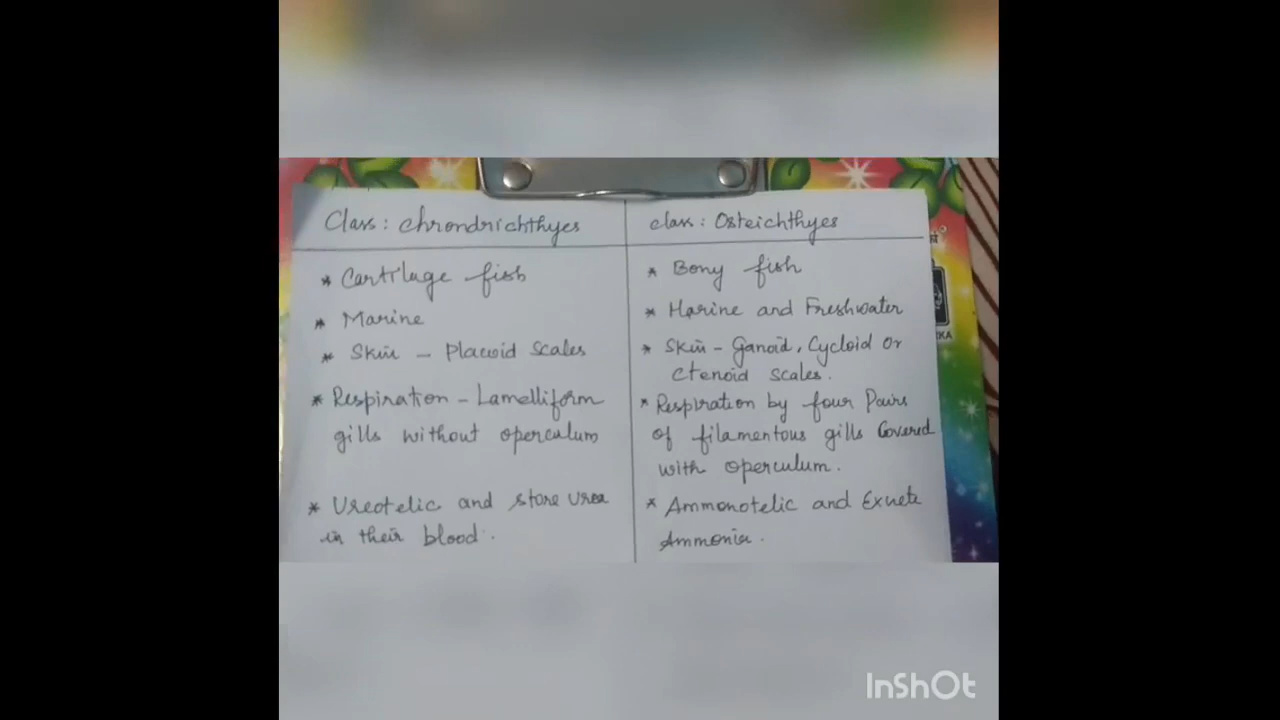 Class: Chrondrichthyes
* Cartilage fish
* Marine
* Skin - Placoid scales
* Respiration - Lamelliform
gills without operculum
* Ureotelic and store urea
in their blood.
class: Osteichthyes
* Bony fish
* Marine and Freshwater
* Skin - Ganoid, Cycloid or
Ctenoid scales.
* Respiration by four Pairs
of filamentous gills Covered
with operculum.
* Ammonotelic and Exrete
Ammonia.
InShOt